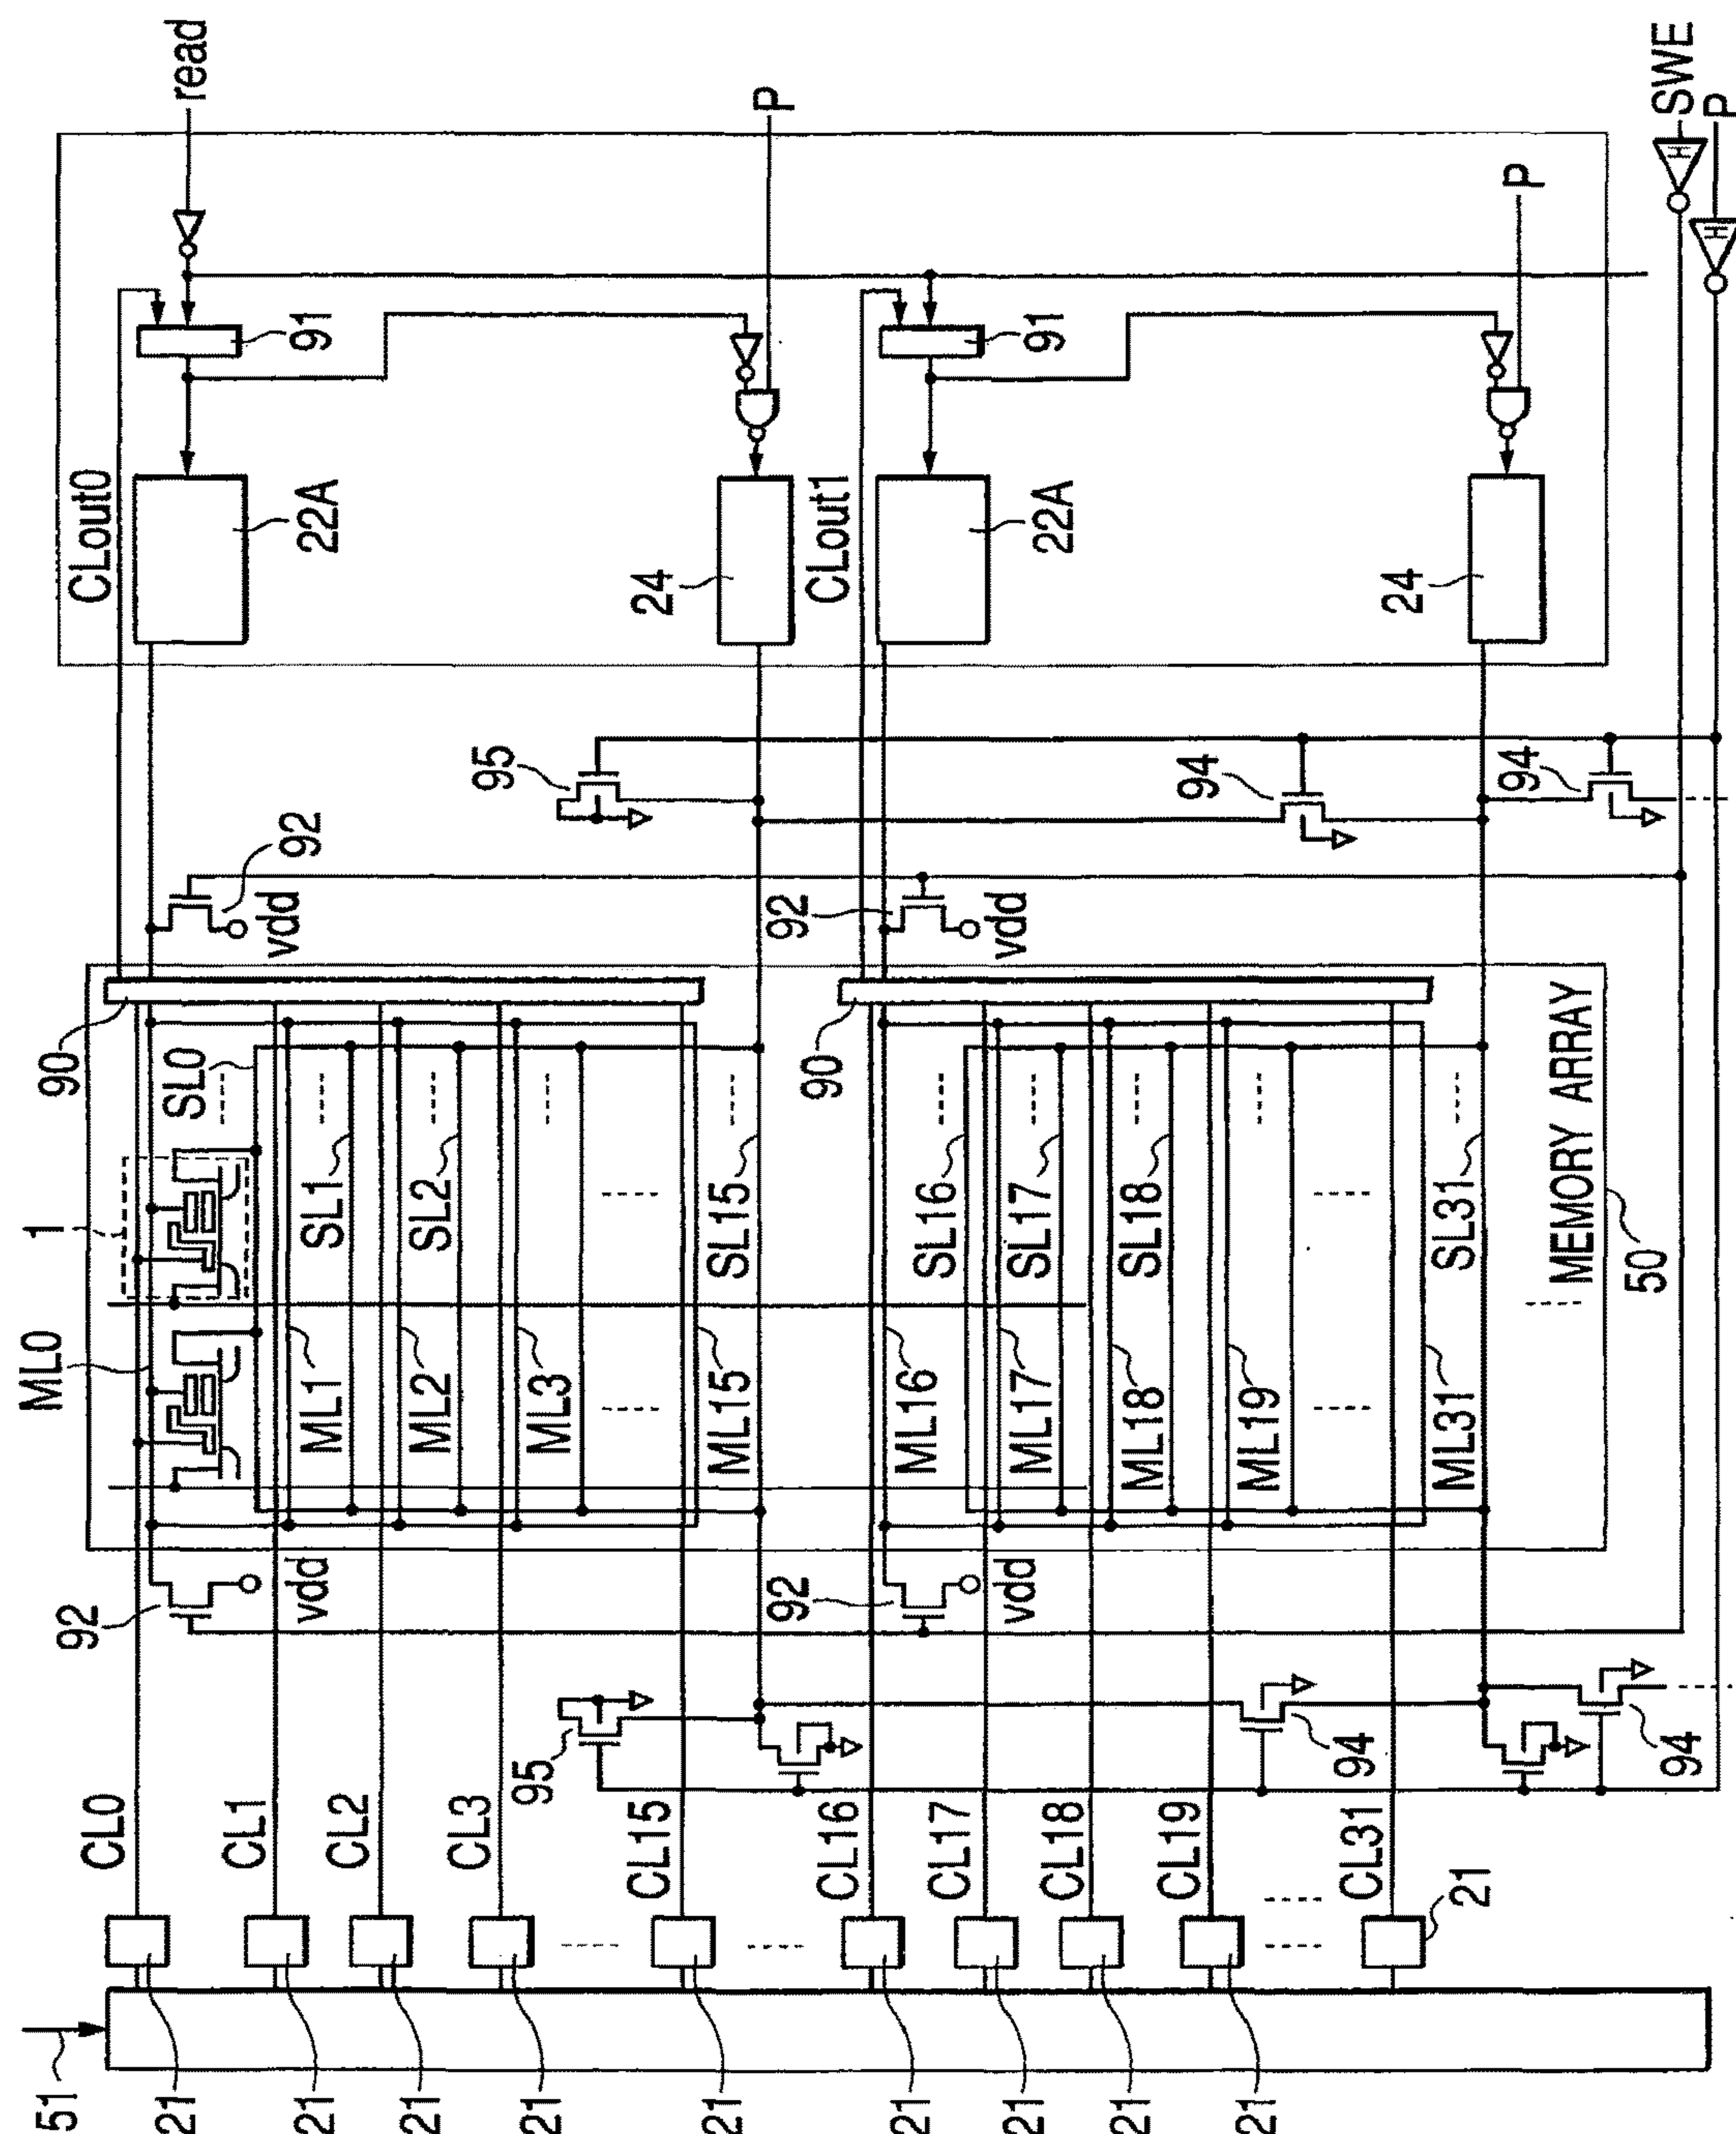 read
P
P
SWE
P
91
91
CLout0
22A
24
CLout1
22A
24
95
94
94
92
vdd
92
vdd
90
SL0
90
1
SL1
SL2
SL15
SL16
SL17
SL18
SL31
MEMORY ARRAY
50
ML0
ML1
ML2
ML3
ML15
ML16
ML17
ML18
ML19
ML31
92
vdd
92
vdd
95
94
94
CL0
CL1
CL2
CL3
CL15
CL16
CL17
CL18
CL19
CL31
21
51
21
21
21
21
21
21
21
21
21
H
H